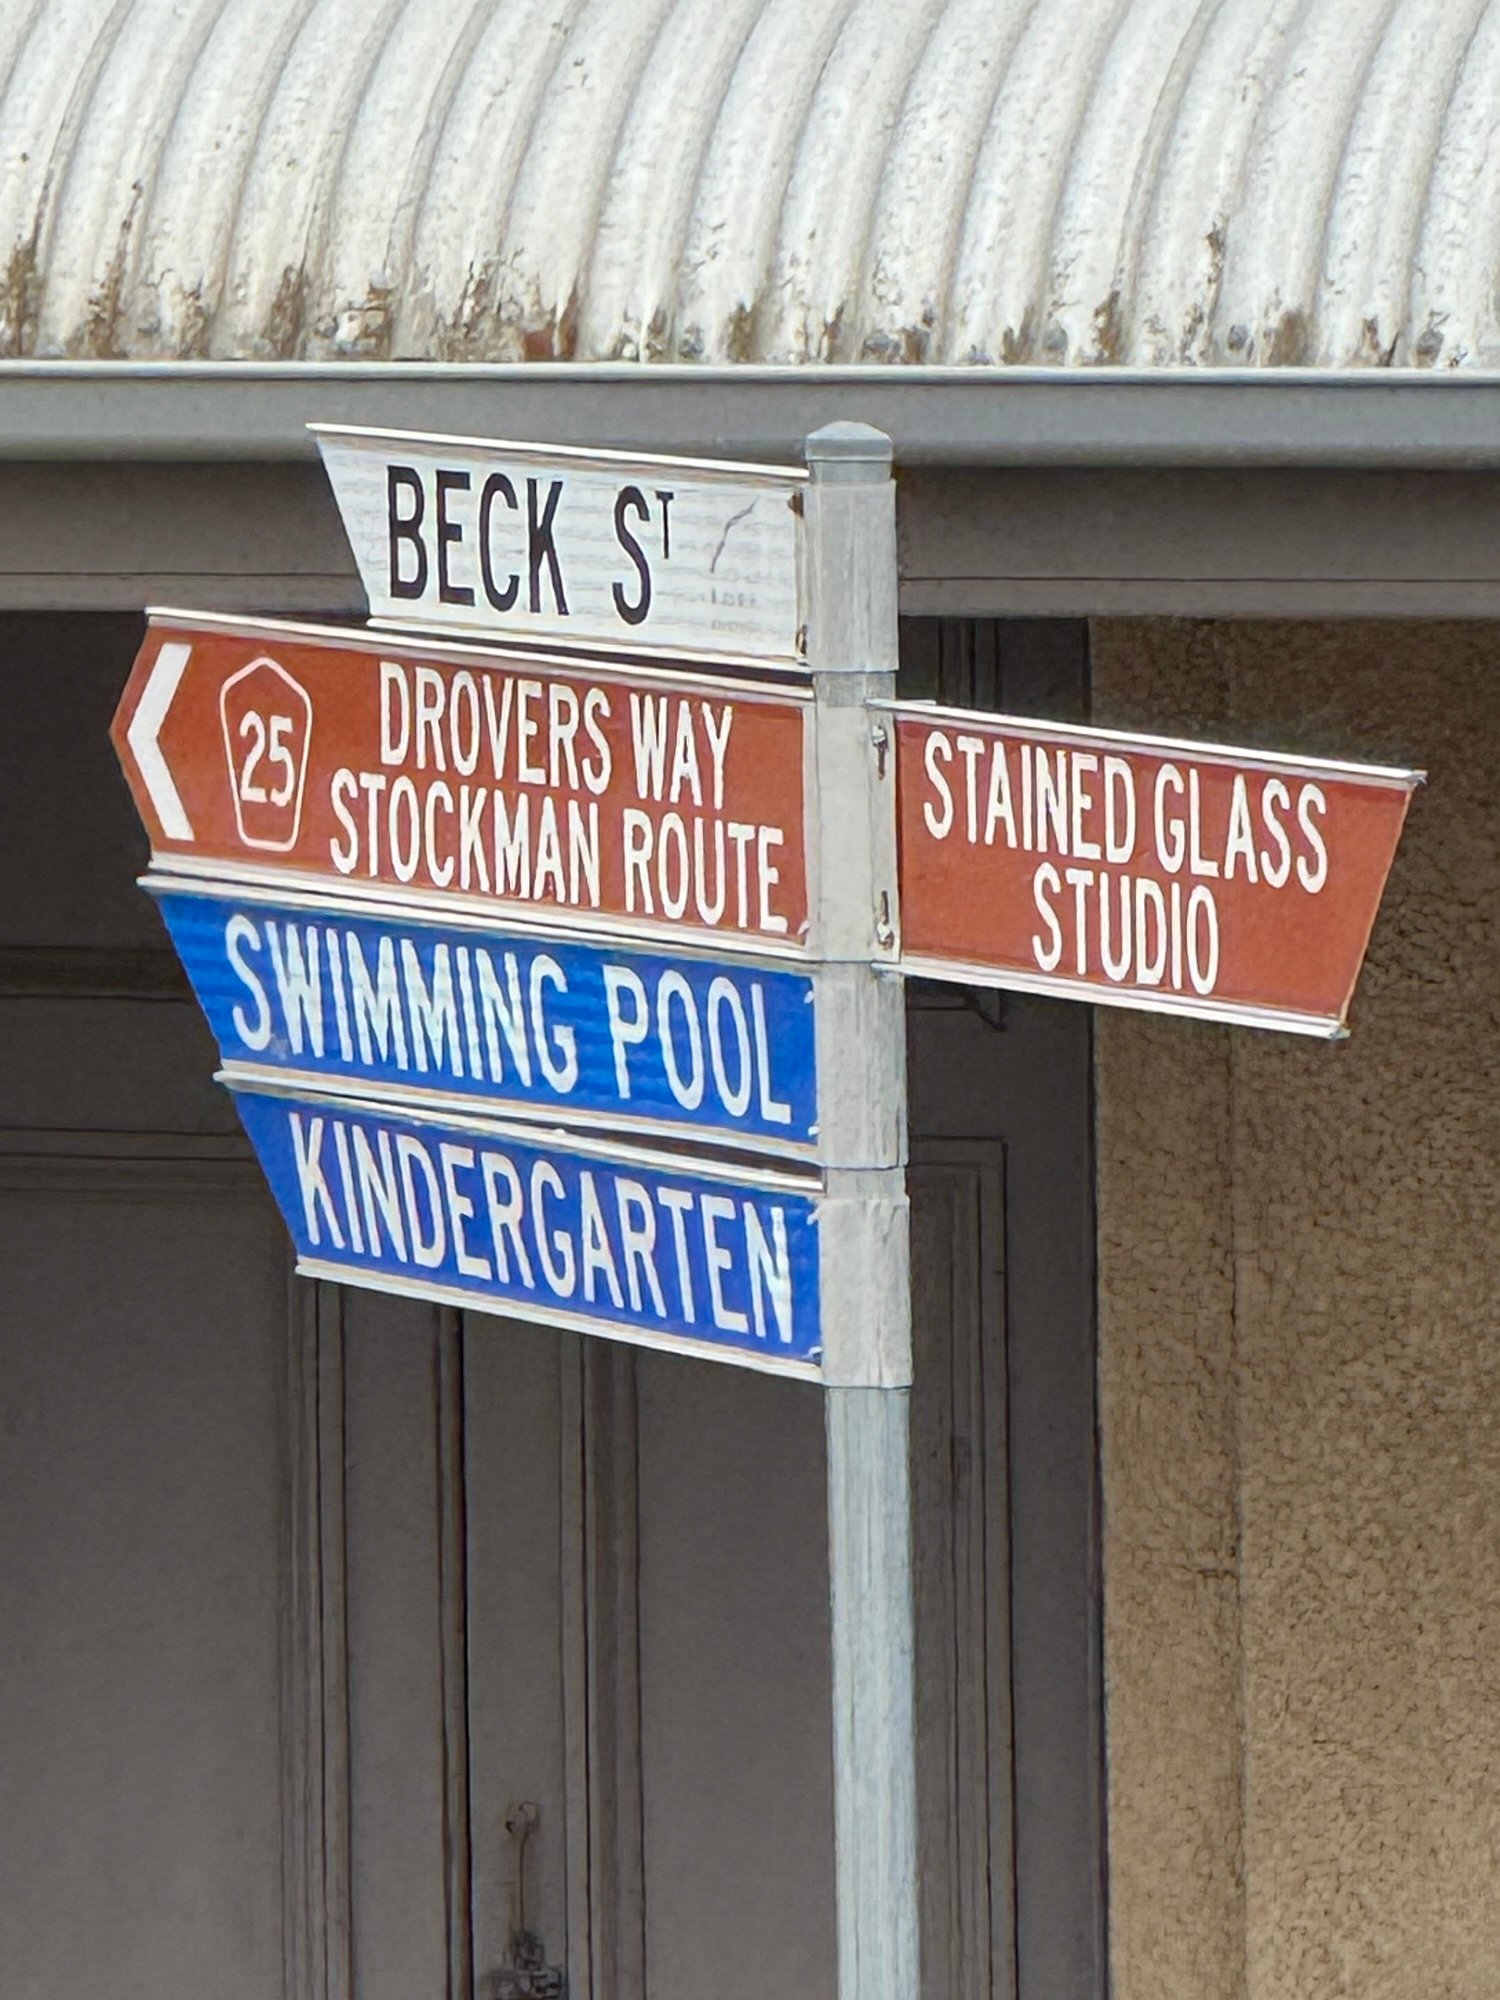 BECK ST
25
DROVERS WAY
STOCKMAN ROUTE
STAINED GLASS
STUDIO
SWIMMING POOL
KINDERGARTEN